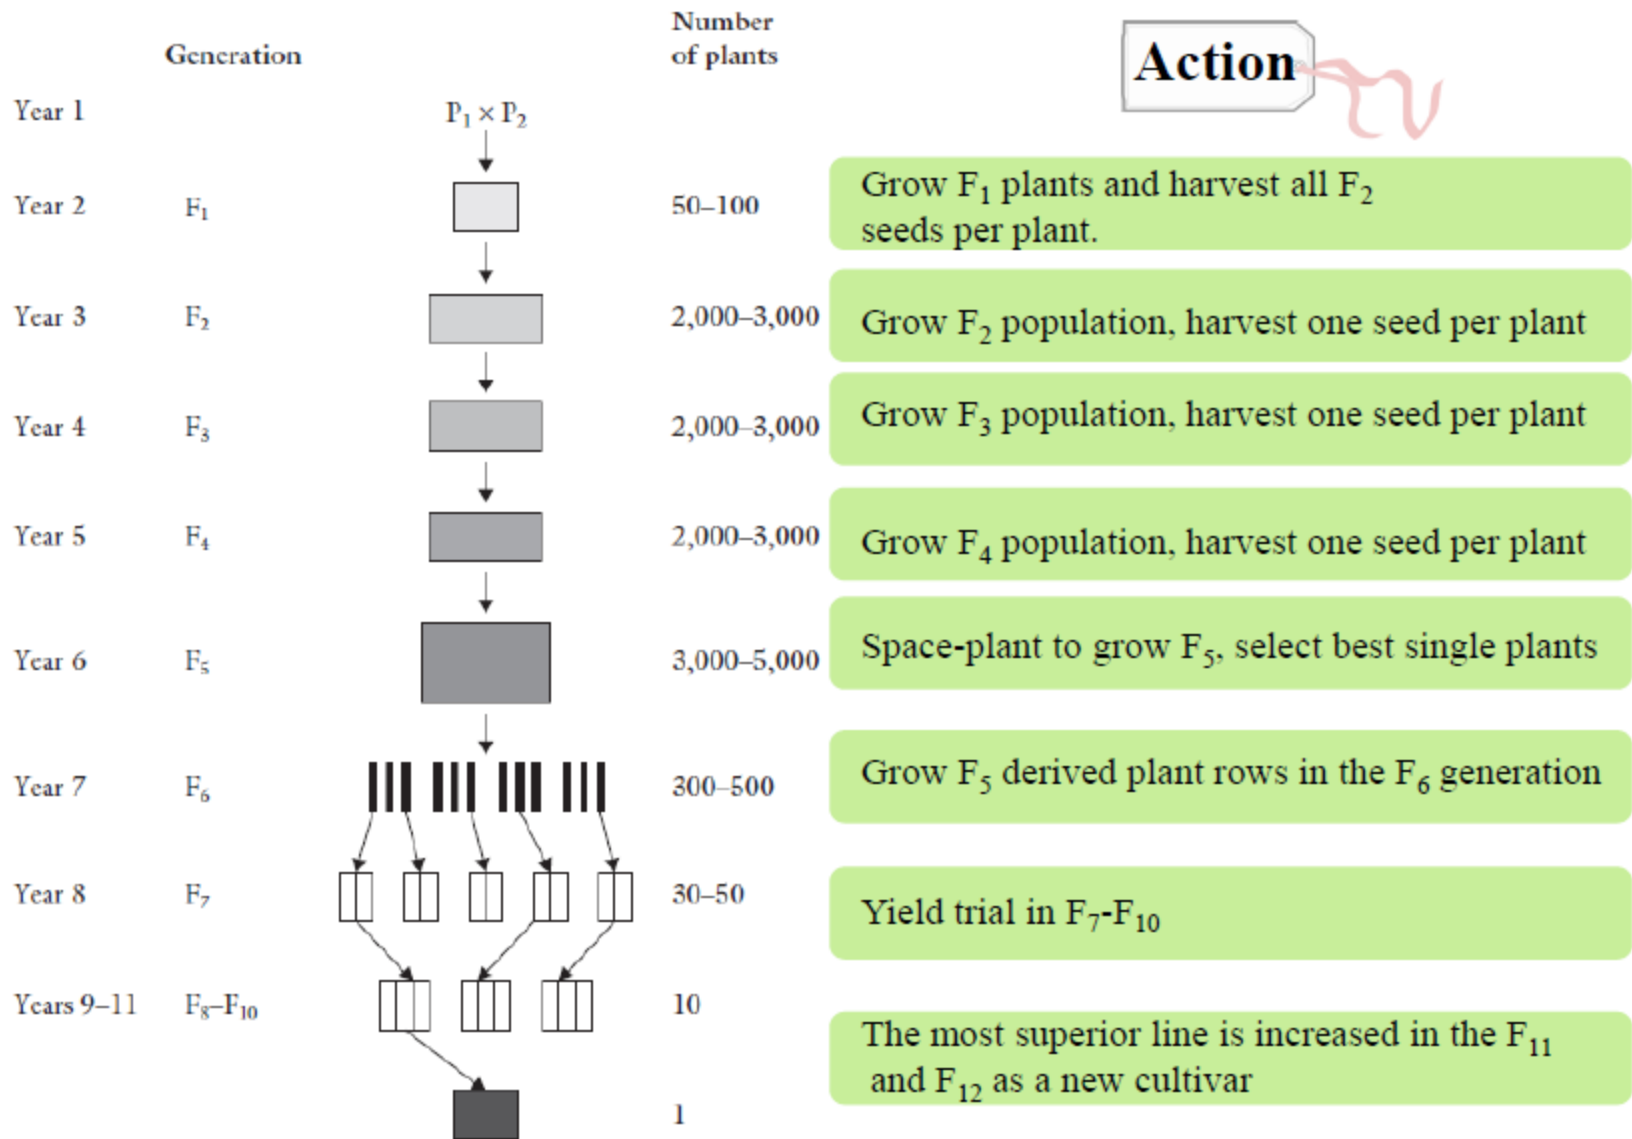 Generation
Number
of plants
Action
Year 1
P₁ × P₂
Year 2
F₁
50–100
Grow F₁ plants and harvest all F₂
seeds per plant.
Year 3
F₂
2,000–3,000
Grow F₂ population, harvest one seed per plant
Year 4
F₃
2,000–3,000
Grow F₃ population, harvest one seed per plant
Year 5
F₄
2,000–3,000
Grow F₄ population, harvest one seed per plant
Year 6
F₅
3,000–5,000
Space-plant to grow F₅, select best single plants
Year 7
F₆
300–500
Grow F₅ derived plant rows in the F₆ generation
Year 8
F₇
30–50
Yield trial in F₇-F₁₀
Years 9–11
F₈–F₁₀
10
The most superior line is increased in the F₁₁
and F₁₂ as a new cultivar
1